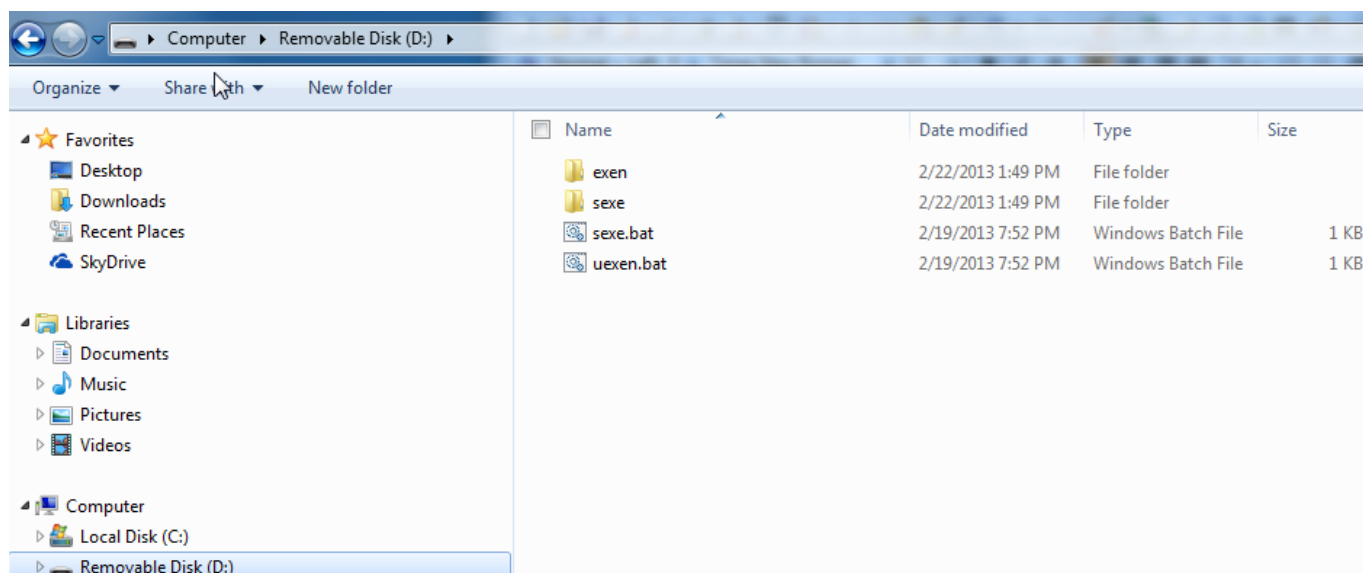 Computer Removable Disk (D:)
Organize Share with New folder
Favorites
Desktop
Downloads
Recent Places
SkyDrive
Libraries
Documents
Music
Pictures
Videos
Computer
Local Disk (C:)
Removable Disk (D:)
Name Date modified Type Size
exen 2/22/2013 1:49 PM File folder
sexe 2/22/2013 1:49 PM File folder
sexe.bat 2/19/2013 7:52 PM Windows Batch File 1 KB
uexen.bat 2/19/2013 7:52 PM Windows Batch File 1 KB